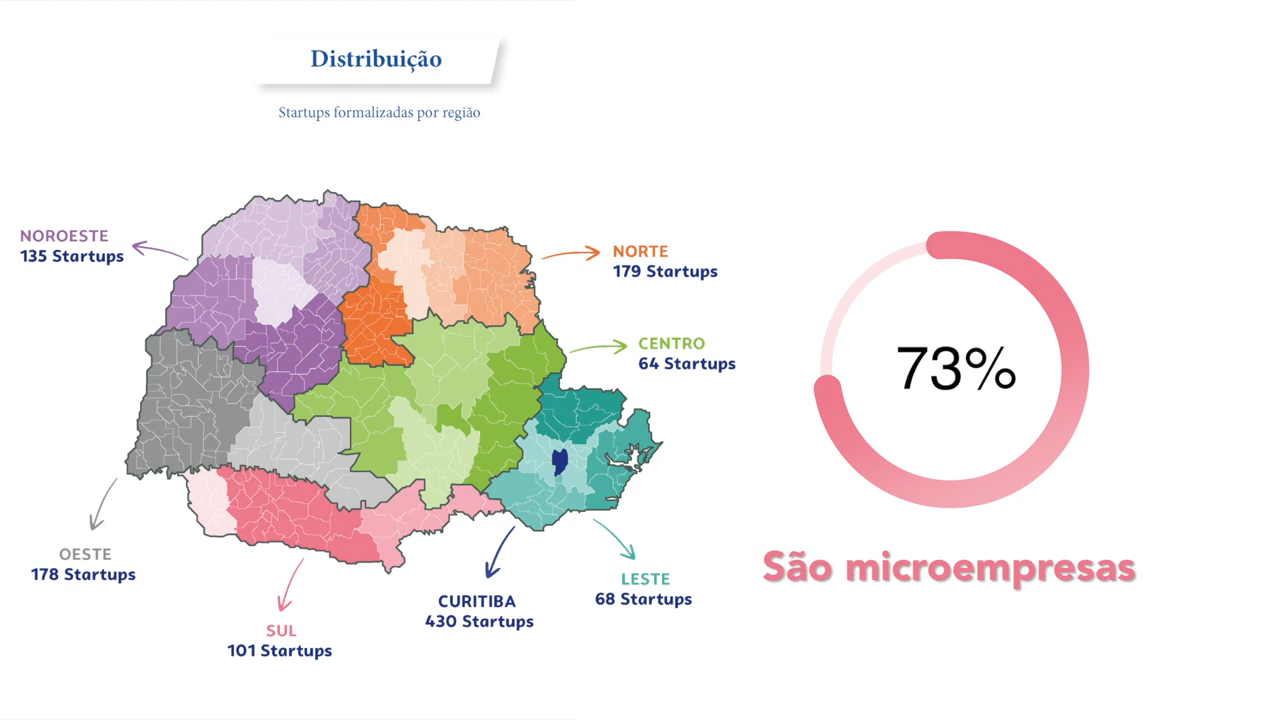 Distribuição
Startups formalizadas por região
NOROESTE
135 Startups
NORTE
179 Startups
CENTRO
64 Startups
73%
OESTE
178 Startups
SUL
101 Startups
CURITIBA
430 Startups
LESTE
68 Startups
São microempresas